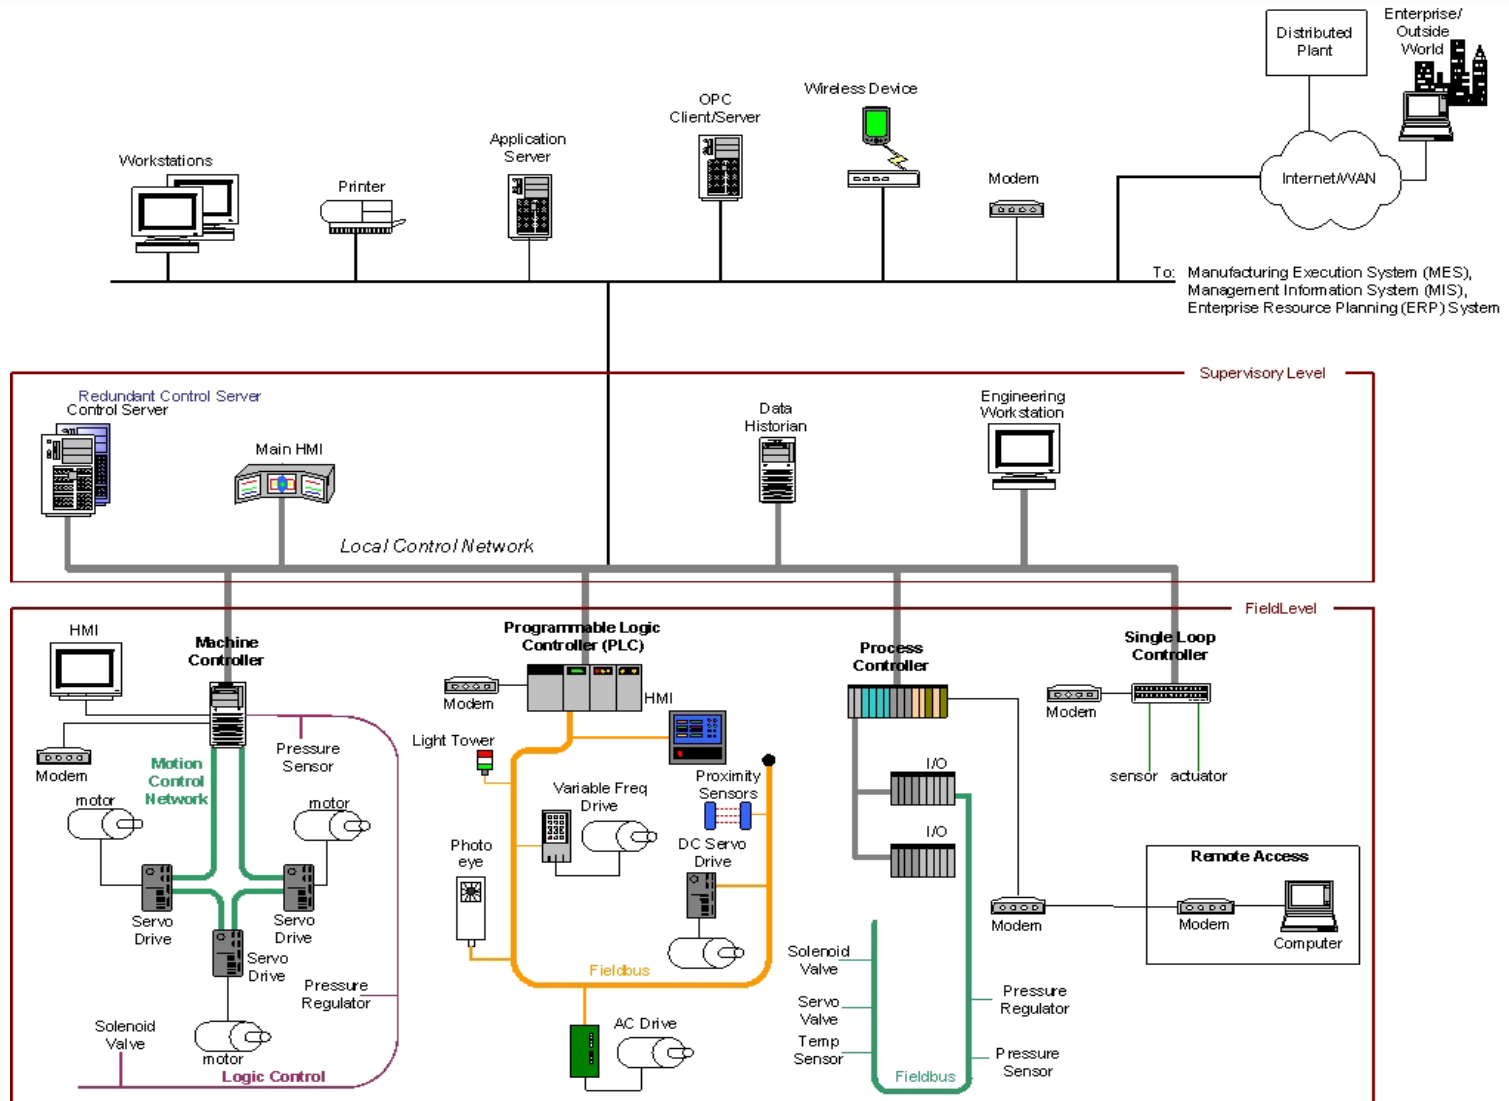 Enterprise/
Outside
World
Distributed
Plant
Wireless Device
OPC
Client/Server
Application
Server
Workstations
Printer
Modem
Internet/WAN
To: Manufacturing Execution System (MES),
Management Information System (MIS),
Enterprise Resource Planning (ERP) System
Supervisory Level
Redundant Control Server
Control Server
Main HMI
Data
Historian
Engineering
Workstation
Local Control Network
FieldLevel
HMI
Machine
Controller
Programmable Logic
Controller (PLC)
Process
Controller
Single Loop
Controller
Modem
HMI
Modem
Modem
Pressure
Sensor
Light Tower
Motion
Control
Network
motor
motor
Variable Freq
Drive
Proximity
Sensors
I/O
I/O
sensor
actuator
Photo
eye
DC Servo
Drive
Remote Access
Servo
Drive
Servo
Drive
Servo
Drive
Modem
Modem
Computer
Solenoid
Valve
Fieldbus
Pressure
Regulator
Servo
Valve
Pressure
Regulator
Solenoid
Valve
AC Drive
Temp
Sensor
Pressure
Sensor
motor
Logic Control
Fieldbus